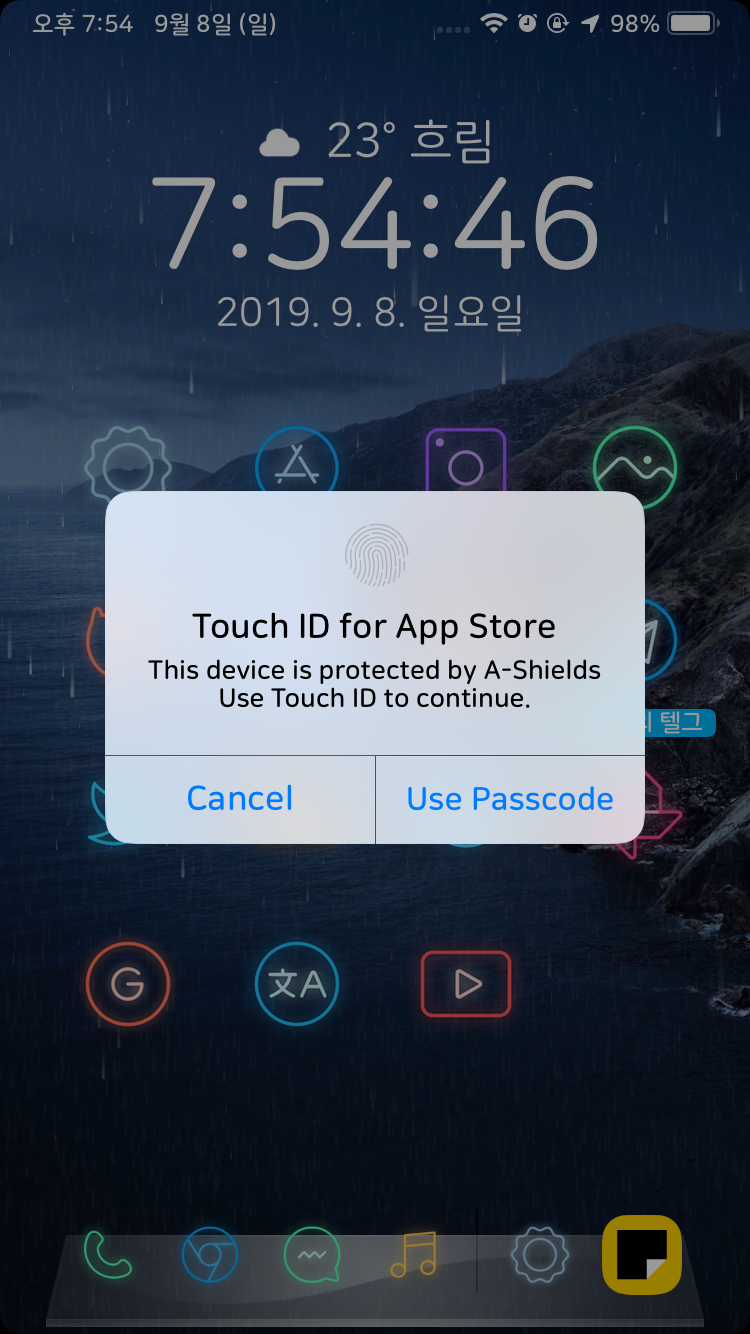 오후 7:54 9월 8일 (일) 98%
23° 흐림
7:54:46
2019. 9. 8. 일요일
Touch ID for App Store
This device is protected by A-Shields
Use Touch ID to continue.
텔그
Cancel Use Passcode
G 文A